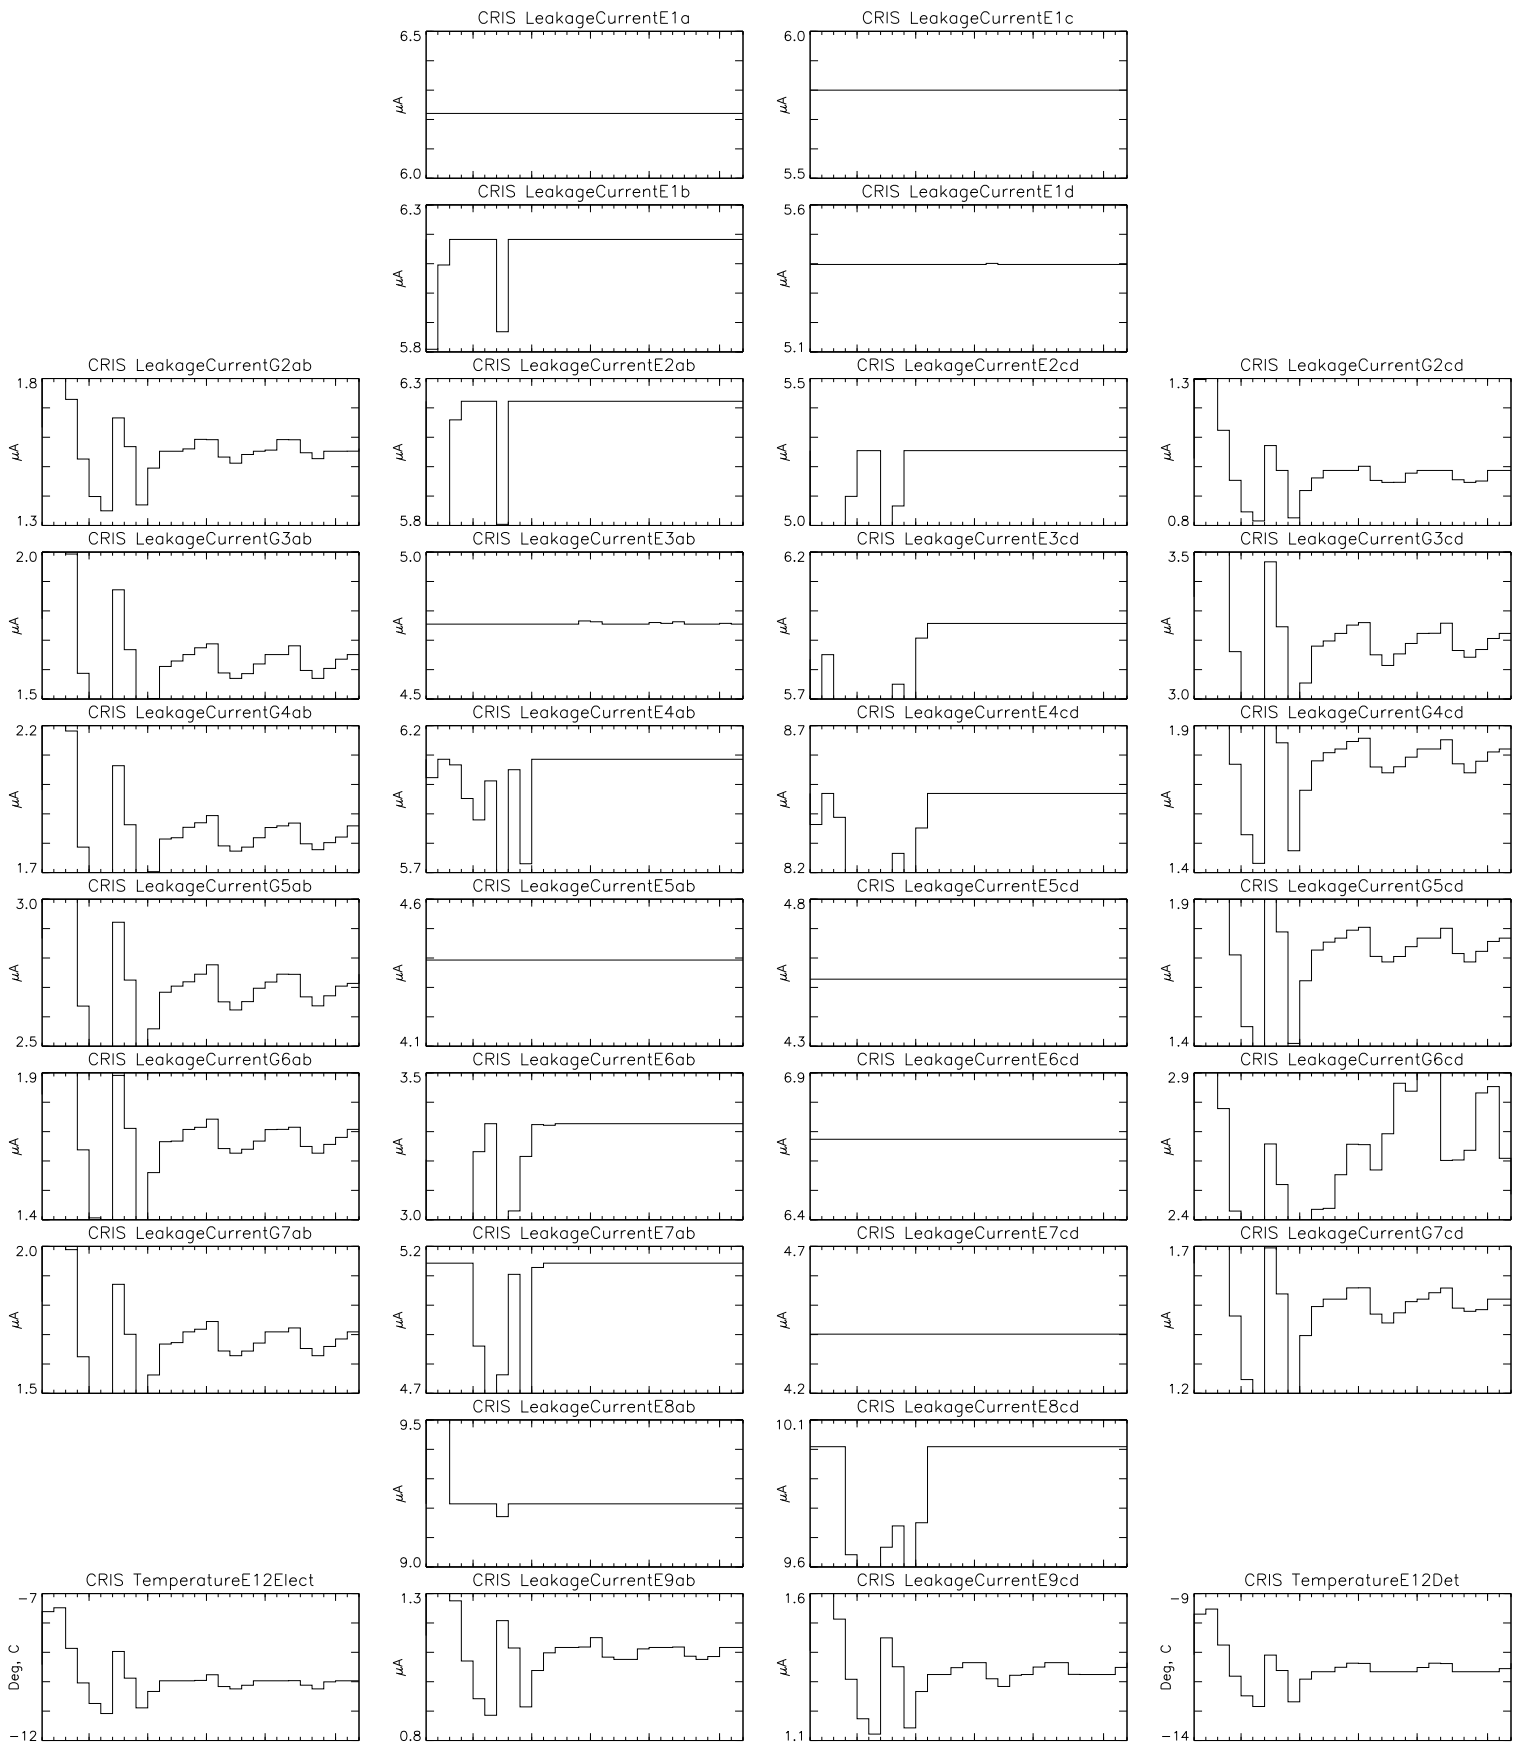 CRIS LeakageCurrentE1a CRIS LeakageCurrentE1c
6.5 6.0
μA μA
6.0 5.5
CRIS LeakageCurrentE1b CRIS LeakageCurrentE1d
6.3 5.6
μA μA
5.8 5.1
CRIS LeakageCurrentG2ab CRIS LeakageCurrentE2ab CRIS LeakageCurrentE2cd CRIS LeakageCurrentG2cd
1.8 6.3 5.5 1.3
μA μA μA μA
1.3 5.8 5.0 0.8
CRIS LeakageCurrentG3ab CRIS LeakageCurrentE3ab CRIS LeakageCurrentE3cd CRIS LeakageCurrentG3cd
2.0 5.0 6.2 3.5
μA μA μA μA
1.5 4.5 5.7 3.0
CRIS LeakageCurrentG4ab CRIS LeakageCurrentE4ab CRIS LeakageCurrentE4cd CRIS LeakageCurrentG4cd
2.2 6.2 8.7 1.9
μA μA μA μA
1.7 5.7 8.2 1.4
CRIS LeakageCurrentG5ab CRIS LeakageCurrentE5ab CRIS LeakageCurrentE5cd CRIS LeakageCurrentG5cd
3.0 4.6 4.8 1.9
μA μA μA μA
2.5 4.1 4.3 1.4
CRIS LeakageCurrentG6ab CRIS LeakageCurrentE6ab CRIS LeakageCurrentE6cd CRIS LeakageCurrentG6cd
1.9 3.5 6.9 2.9
μA μA μA μA
1.4 3.0 6.4 2.4
CRIS LeakageCurrentG7ab CRIS LeakageCurrentE7ab CRIS LeakageCurrentE7cd CRIS LeakageCurrentG7cd
2.0 5.2 4.7 1.7
μA μA μA μA
1.5 4.7 4.2 1.2
CRIS LeakageCurrentE8ab CRIS LeakageCurrentE8cd
9.5 10.1
μA μA
9.0 9.6
CRIS TemperatureE12Elect CRIS LeakageCurrentE9ab CRIS LeakageCurrentE9cd CRIS TemperatureE12Det
-7 1.3 1.6 -9
Deg, C μA μA Deg, C
-12 0.8 1.1 -14